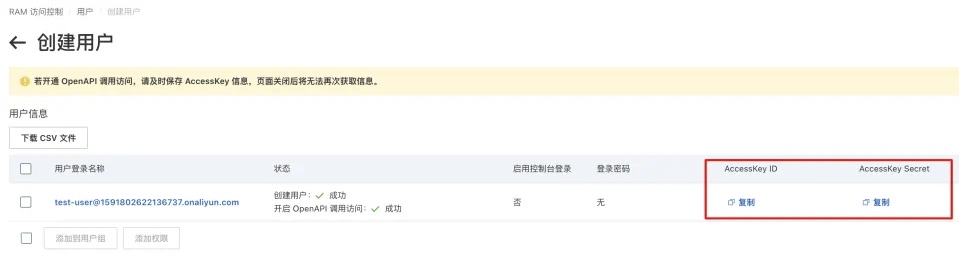 RAM 访问控制 / 用户 / 创建用户
← 创建用户
若开通 OpenAPI 调用访问，请及时保存 AccessKey 信息，页面关闭后将无法再次获取信息。
用户信息
下载 CSV 文件
用户登录名称 状态 启用控制台登录 登录密码 AccessKey ID AccessKey Secret
test-user@1591802622136737.onaliyun.com 创建用户：✓ 成功 否 无 复制 复制
开启 OpenAPI 调用访问：✓ 成功
添加到用户组 添加权限